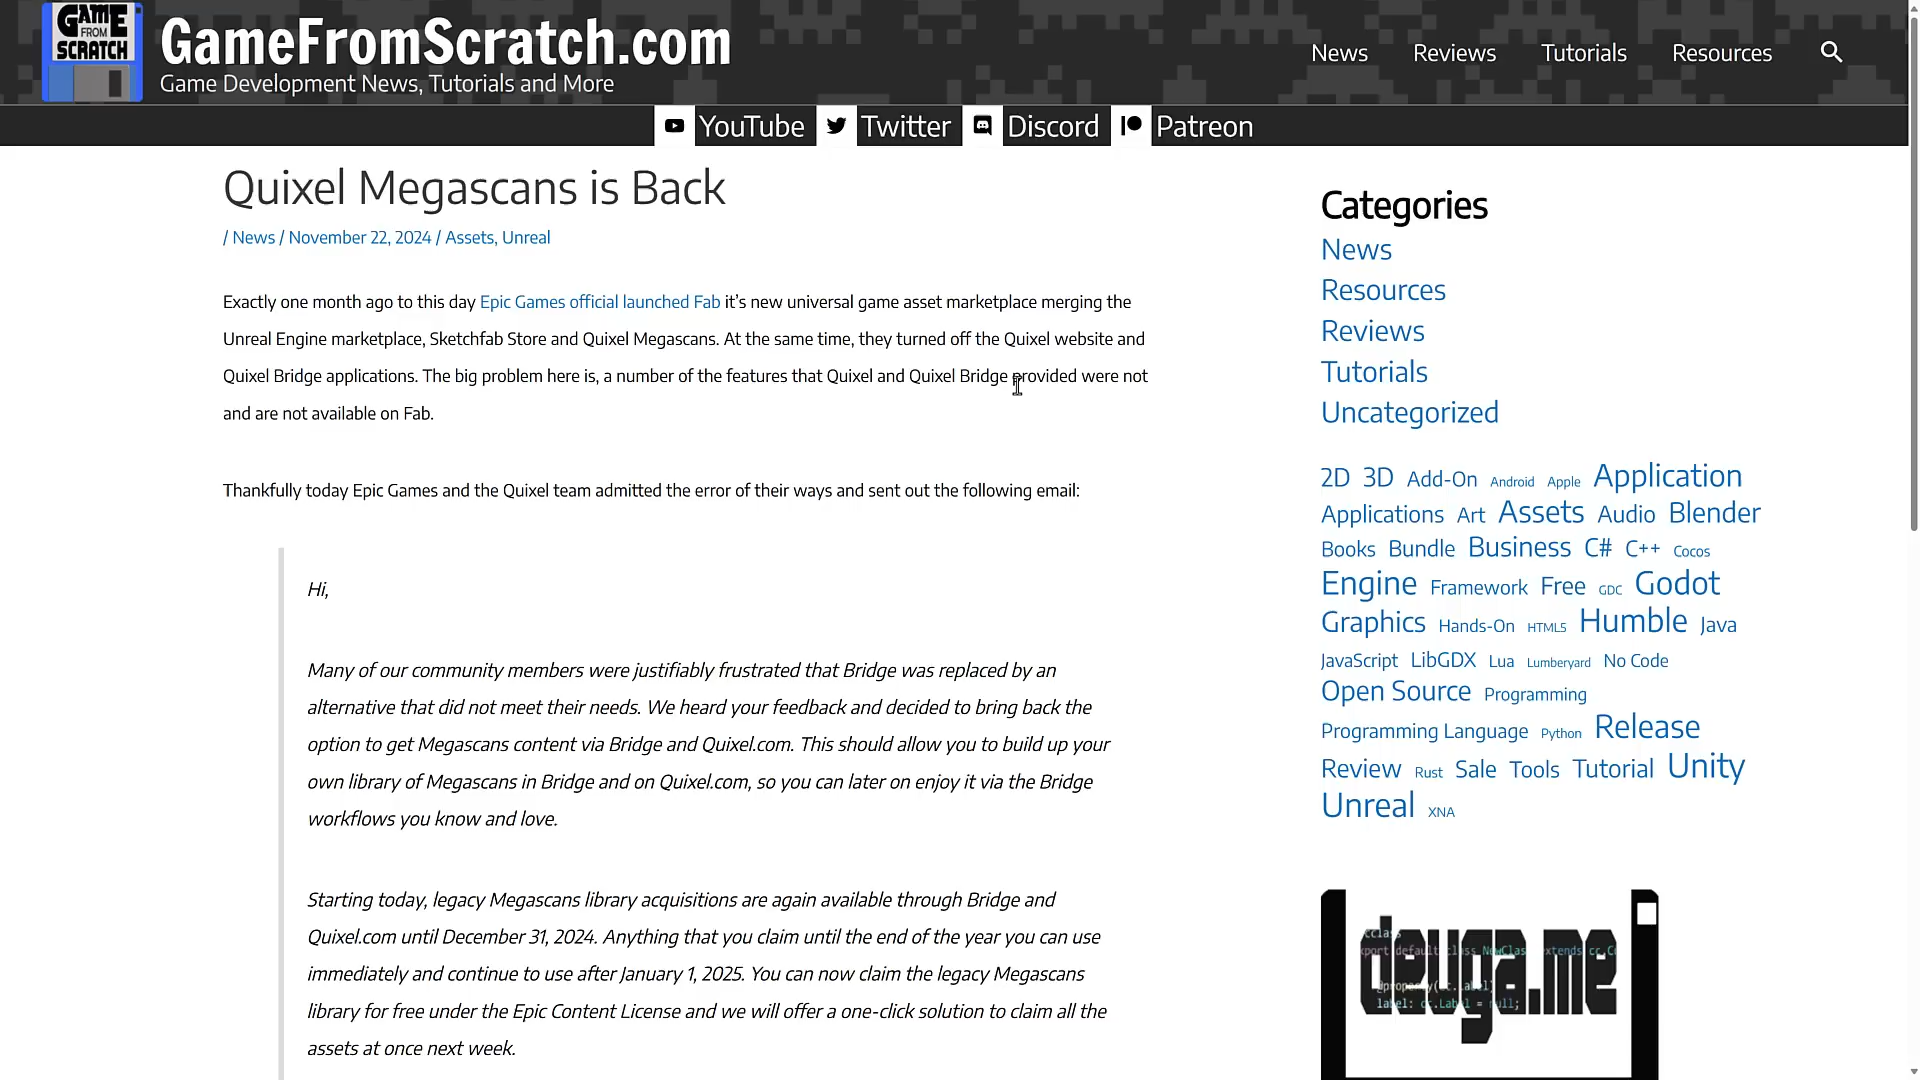 GAME
FROM
SCRATCH
GameFromScratch.com
Game Development News, Tutorials and More
News Reviews Tutorials Resources
YouTube Twitter Discord Patreon
Quixel Megascans is Back
/ News / November 22, 2024 / Assets, Unreal
Exactly one month ago to this day Epic Games official launched Fab it’s new universal game asset marketplace merging the
Unreal Engine marketplace, Sketchfab Store and Quixel Megascans. At the same time, they turned off the Quixel website and
Quixel Bridge applications. The big problem here is, a number of the features that Quixel and Quixel Bridge provided were not
and are not available on Fab.
Thankfully today Epic Games and the Quixel team admitted the error of their ways and sent out the following email:
Hi,
Many of our community members were justifiably frustrated that Bridge was replaced by an
alternative that did not meet their needs. We heard your feedback and decided to bring back the
option to get Megascans content via Bridge and Quixel.com. This should allow you to build up your
own library of Megascans in Bridge and on Quixel.com, so you can later on enjoy it via the Bridge
workflows you know and love.
Starting today, legacy Megascans library acquisitions are again available through Bridge and
Quixel.com until December 31, 2024. Anything that you claim until the end of the year you can use
immediately and continue to use after January 1, 2025. You can now claim the legacy Megascans
library for free under the Epic Content License and we will offer a one-click solution to claim all the
assets at once next week.
Categories
News
Resources
Reviews
Tutorials
Uncategorized
2D 3D Add-On Android Apple Application
Applications Art Assets Audio Blender
Books Bundle Business C# C++ Cocos
Engine Framework Free GDC Godot
Graphics Hands-On HTML5 Humble Java
JavaScript LibGDX Lua Lumberyard No Code
Open Source Programming
Programming Language Python Release
Review Rust Sale Tools Tutorial Unity
Unreal XNA
devga.me